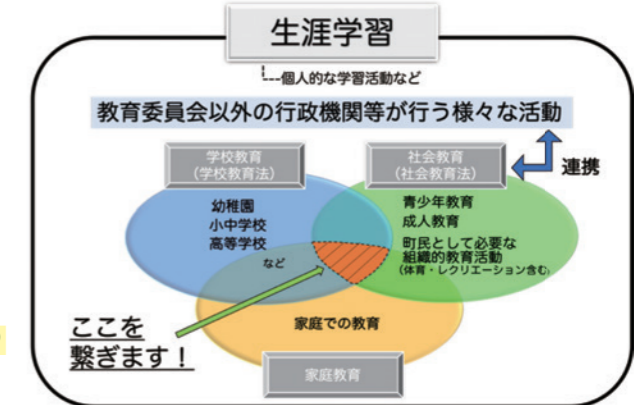 生涯学習
個人的な学習活動など
教育委員会以外の行政機関等が行う様々な活動
学校教育
(学校教育法)
社会教育
(社会教育法)
連携
幼稚園
小中学校
高等学校
など
青少年教育
成人教育
町民として必要な
組織的教育活動
(体育・レクリエーション含む)
ここを
繋ぎます!
家庭での教育
家庭教育